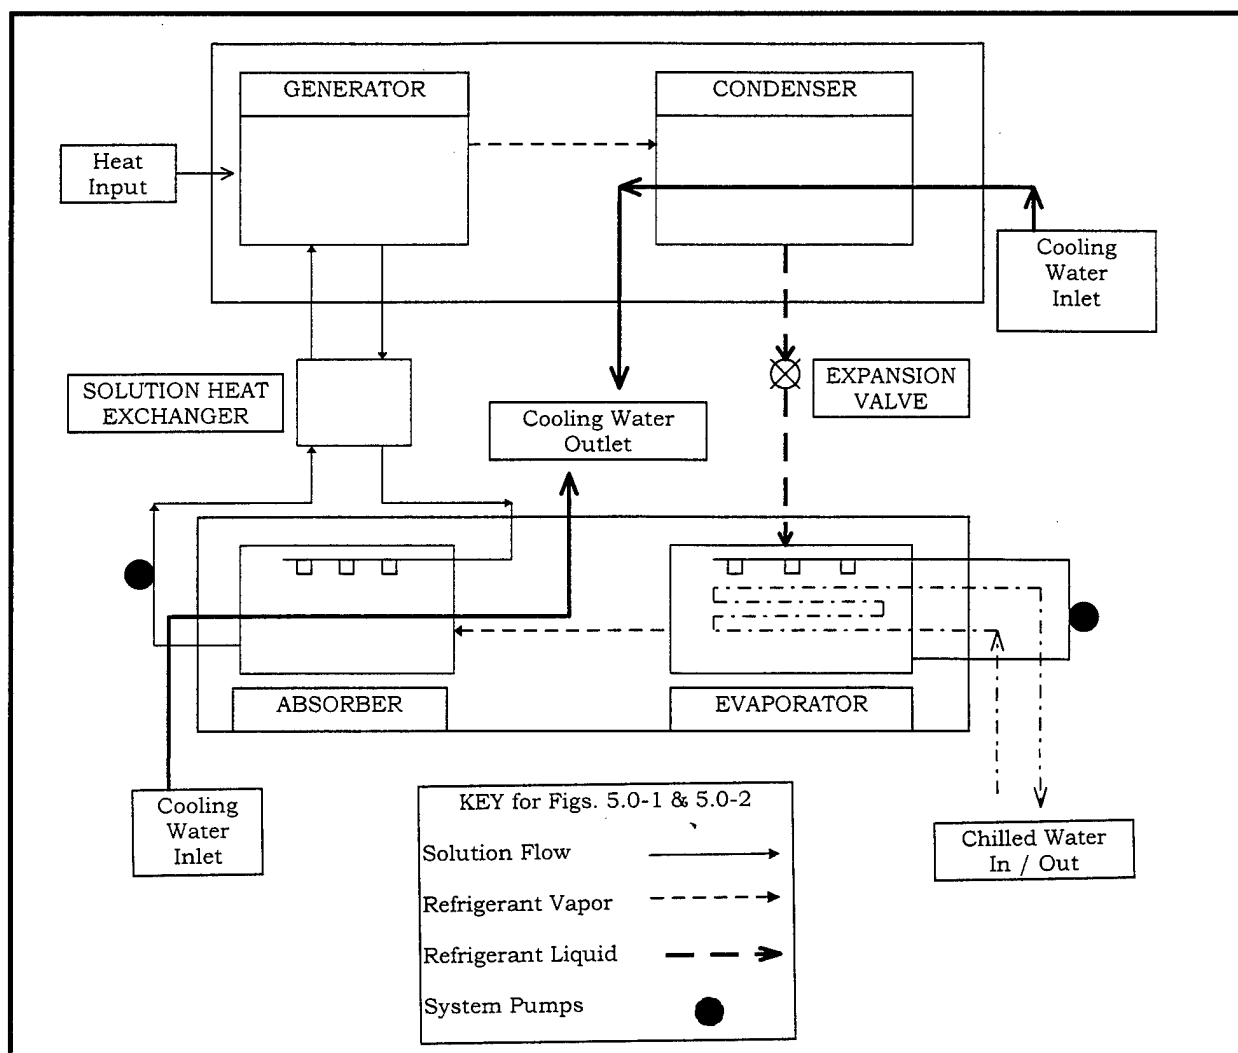 GENERATOR
CONDENSER
Heat
Input
Cooling
Water
Inlet
SOLUTION HEAT
EXCHANGER
EXPANSION
VALVE
Cooling Water
Outlet
ABSORBER
EVAPORATOR
Cooling
Water
Inlet
KEY for Figs. 5.0-1 & 5.0-2
Solution Flow
Refrigerant Vapor
Refrigerant Liquid
System Pumps
Chilled Water
In / Out